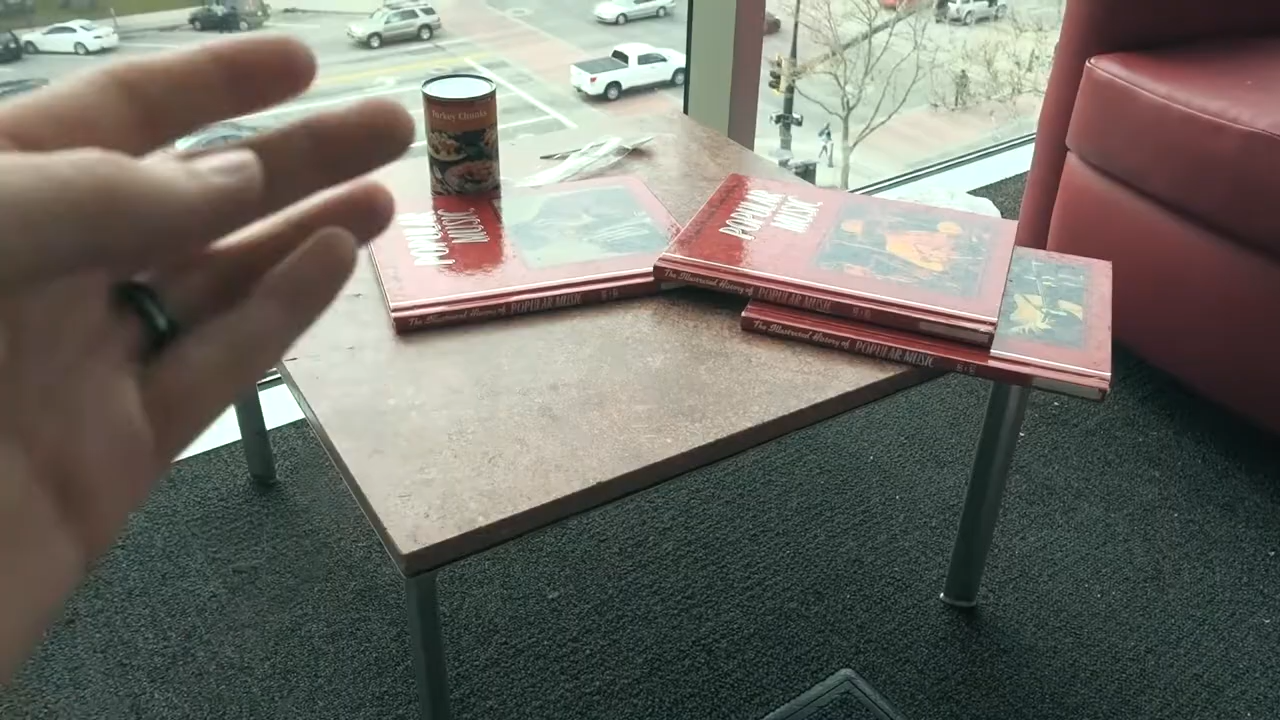 Turkey Chunks
POPULAR
MUSIC
POPULAR
MUSIC
The Illustrated History of POPULAR MUSIC
The Illustrated History of POPULAR MUSIC
The Illustrated History of POPULAR MUSIC